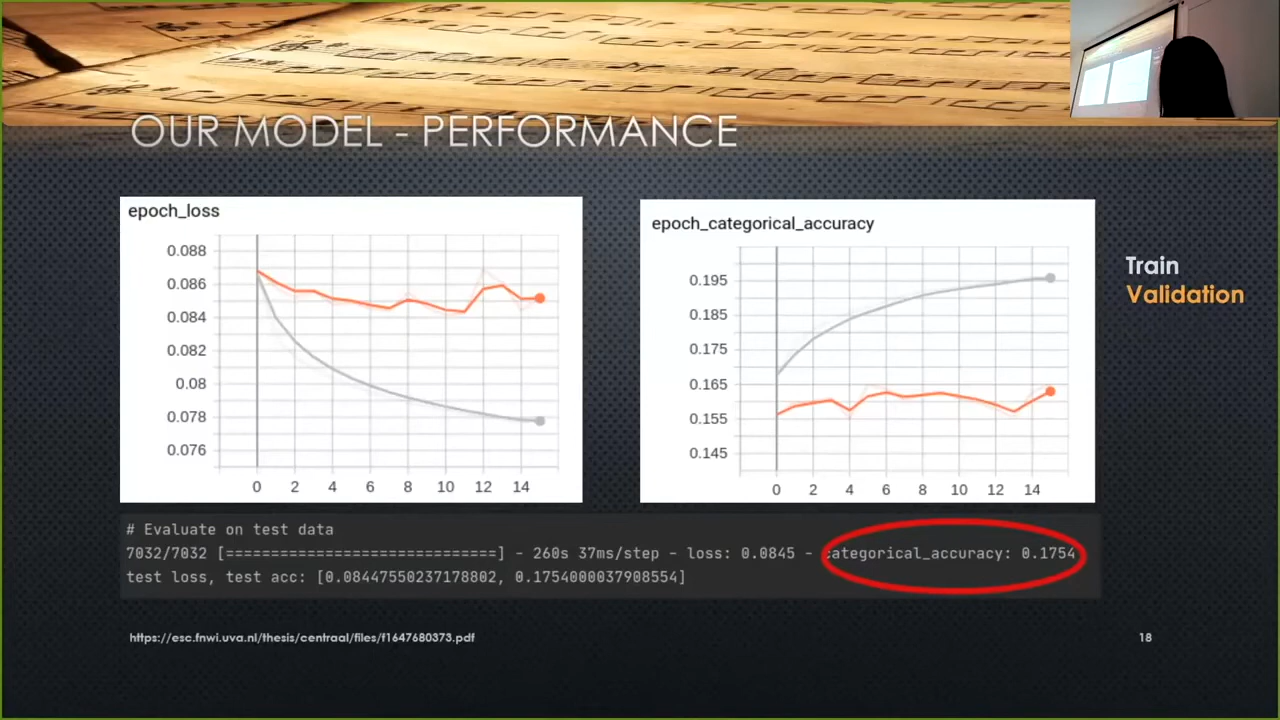 OUR MODEL - PERFORMANCE
epoch_loss
0.088
0.086
0.084
0.082
0.08
0.078
0.076
0 2 4 6 8 10 12 14
epoch_categorical_accuracy
0.195
0.185
0.175
0.165
0.155
0.145
0 2 4 6 8 10 12 14
Train
Validation
# Evaluate on test data
7032/7032 [==============================] - 260s 37ms/step - loss: 0.0845 - categorical_accuracy: 0.1754
test loss, test acc: [0.08447550237178802, 0.1754000037908554]
https://esc.fnwi.uva.nl/thesis/centraal/files/f1647680373.pdf
18